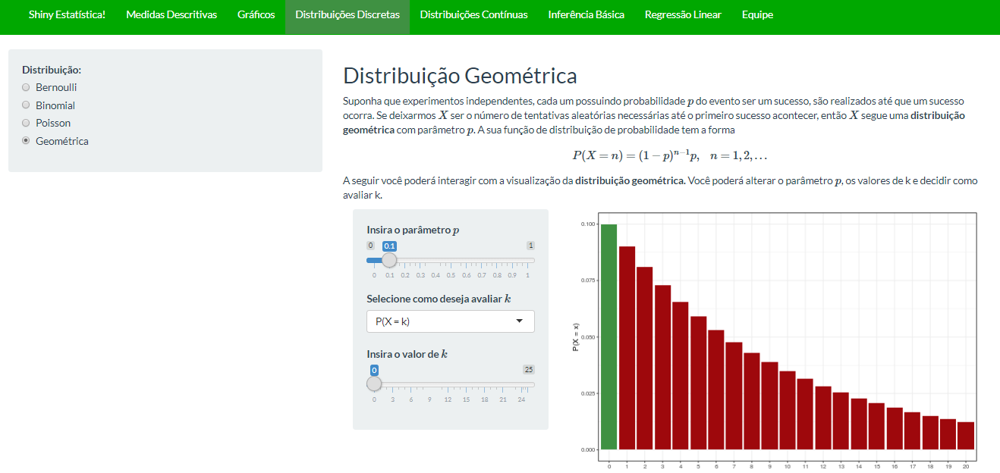 Shiny Estatística! Medidas Descritivas Gráficos Distribuições Discretas Distribuições Contínuas Inferência Básica Regressão Linear Equipe
Distribuição:
Bernoulli
Binomial
Poisson
Geométrica
Distribuição Geométrica
Suponha que experimentos independentes, cada um possuindo probabilidade p do evento ser um sucesso, são realizados até que um sucesso
ocorra. Se deixarmos X ser o número de tentativas aleatórias necessárias até o primeiro sucesso acontecer, então X segue uma distribuição
geométrica com parâmetro p. A sua função de distribuição de probabilidade tem a forma
P(X = n) = (1 − p)^{n−1}p, n = 1, 2, …
A seguir você poderá interagir com a visualização da distribuição geométrica. Você poderá alterar o parâmetro p, os valores de k e decidir como
avaliar k.
Insira o parâmetro p
0 0.1 1
0 0.1 0.2 0.3 0.4 0.5 0.6 0.7 0.8 0.9 1
Selecione como deseja avaliar k
P(X = k)
Insira o valor de k
0 25
0 3 6 9 12 15 18 21 24
P(X = x)
0.100
0.075
0.050
0.025
0.000
0 1 2 3 4 5 6 7 8 9 10 11 12 13 14 15 16 17 18 19 20